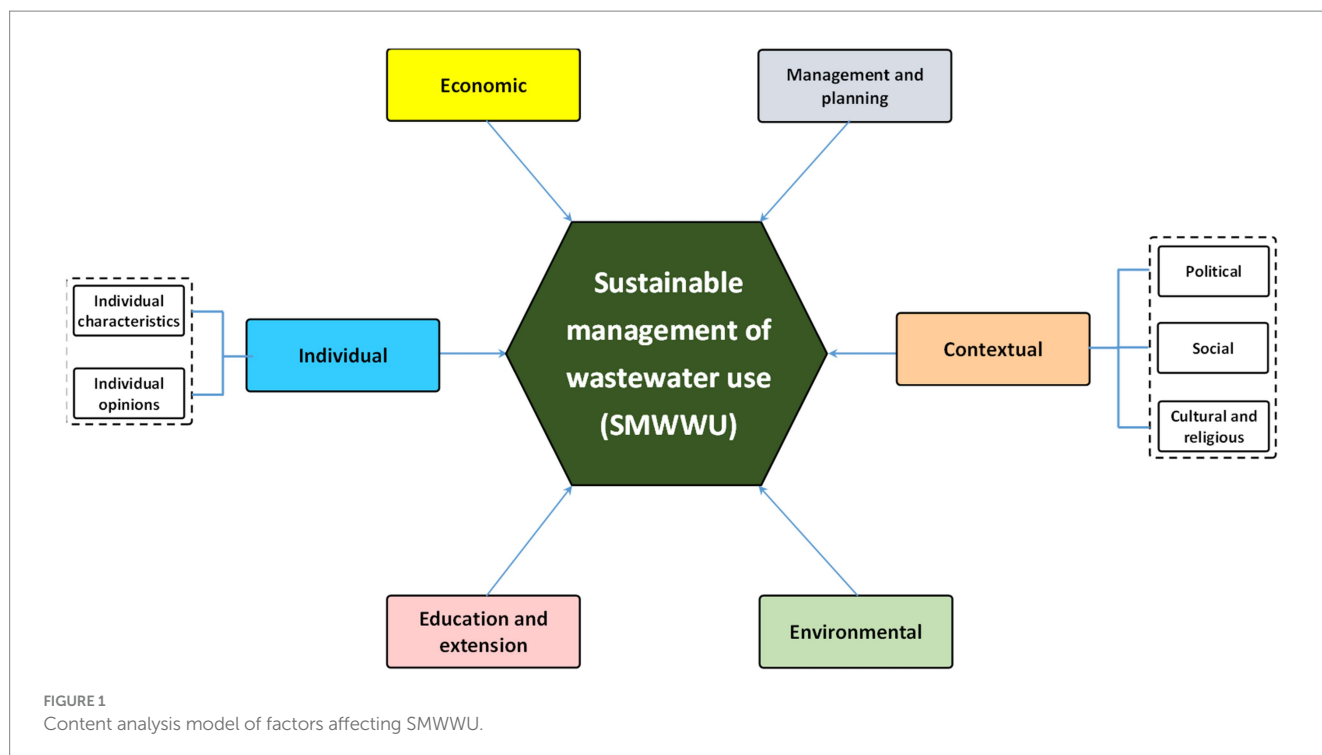 Economic
Management and
planning
Individual
characteristics
Individual
opinions
Individual
Sustainable
management of
wastewater use
(SMWWU)
Contextual
Political
Social
Cultural and
religious
Education and
extension
Environmental
FIGURE 1
Content analysis model of factors affecting SMWWU.